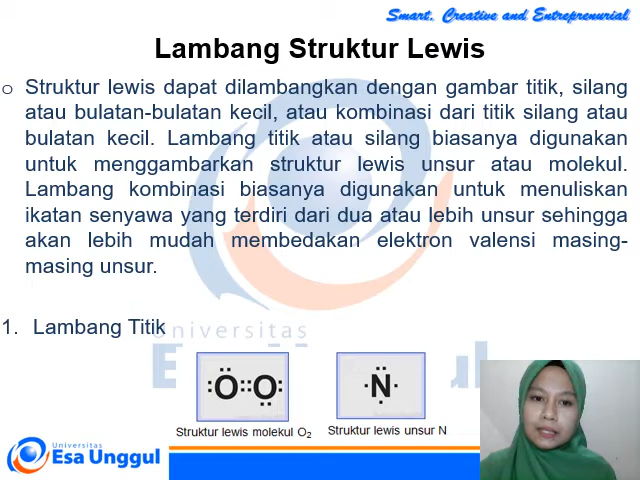 Smart, Creative and Entreprenurial
Lambang Struktur Lewis
o Struktur lewis dapat dilambangkan dengan gambar titik, silang
atau bulatan-bulatan kecil, atau kombinasi dari titik silang atau
bulatan kecil. Lambang titik atau silang biasanya digunakan
untuk menggambarkan struktur lewis unsur atau molekul.
Lambang kombinasi biasanya digunakan untuk menuliskan
ikatan senyawa yang terdiri dari dua atau lebih unsur sehingga
akan lebih mudah membedakan elektron valensi masing-
masing unsur.
1. Lambang Titik
Universitas
O O
N
Struktur lewis molekul O₂
Struktur lewis unsur N
Universitas
Esa Unggul